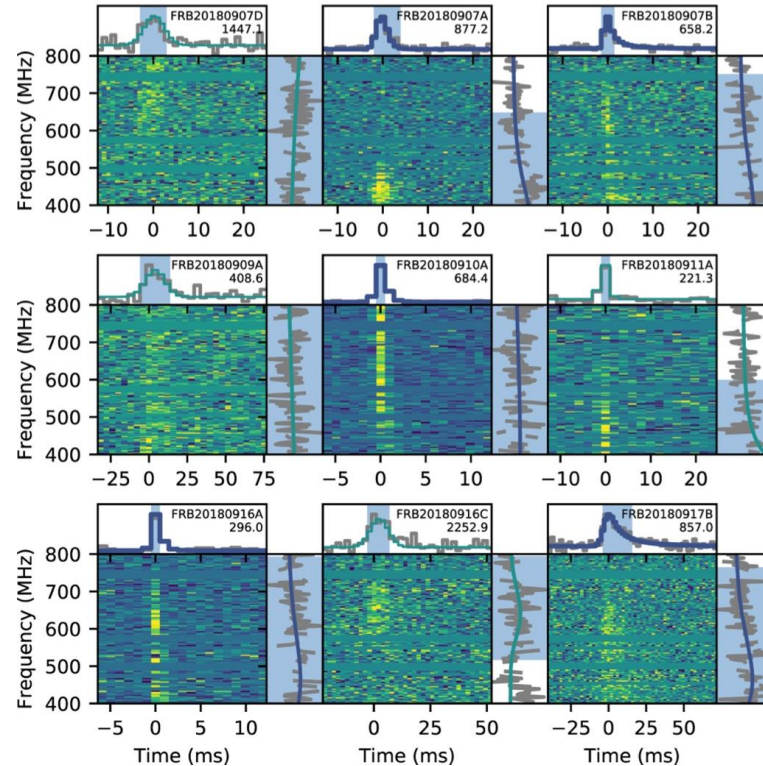 FRB20180907D
1447.1
FRB20180907A
877.2
FRB20180907B
658.2
Frequency (MHz)
800
700
600
500
400
−10 0 10 20
−10 0 10 20
−10 0 10 20
FRB20180909A
408.6
FRB20180910A
684.4
FRB20180911A
221.3
Frequency (MHz)
800
700
600
500
400
−25 0 25 50 75
−5 0 5 10
−10 0 10 20
FRB20180916A
296.0
FRB20180916C
2252.9
FRB20180917B
857.0
Frequency (MHz)
800
700
600
500
400
−5 0 5 10
0 25 50
−25 0 25 50
Time (ms)
Time (ms)
Time (ms)